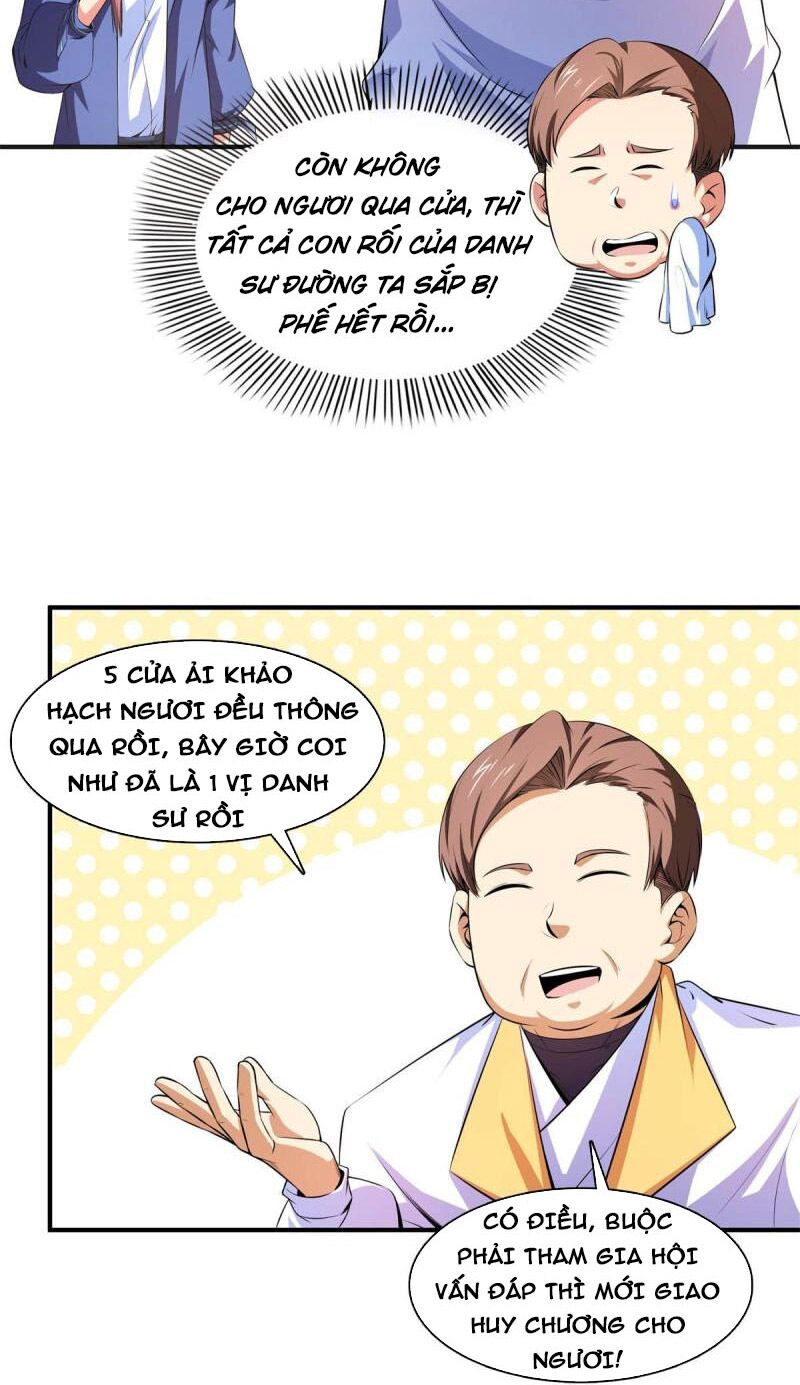 CÒN KHÔNG
CHO NGƯƠI QUA CỬA, THÌ
TẤT CẢ CON RỐI CỦA DANH
SƯ ĐƯỜNG TA SẮP BỊ
PHẾ HẾT RỒI...
5 CỬA ẢI KHẢO
HẠCH NGƯƠI ĐỀU THÔNG
QUA RỒI, BÂY GIỜ COI
NHƯ ĐÃ LÀ 1 VỊ DANH
SƯ RỒI
CÓ ĐIỀU, BUỘC
PHẢI THAM GIA HỘI
VẤN ĐÁP THÌ MỚI GIAO
HUY CHƯƠNG CHO
NGƯƠI!